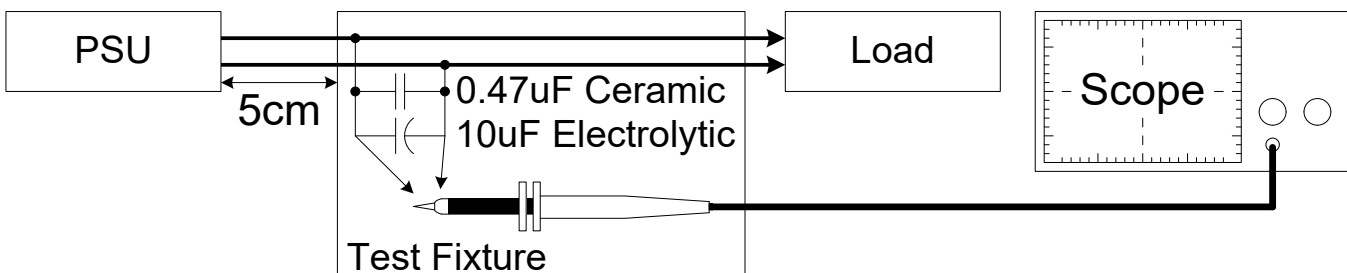 PSU
Load
Scope
5cm
0.47uF Ceramic
10uF Electrolytic
Test Fixture